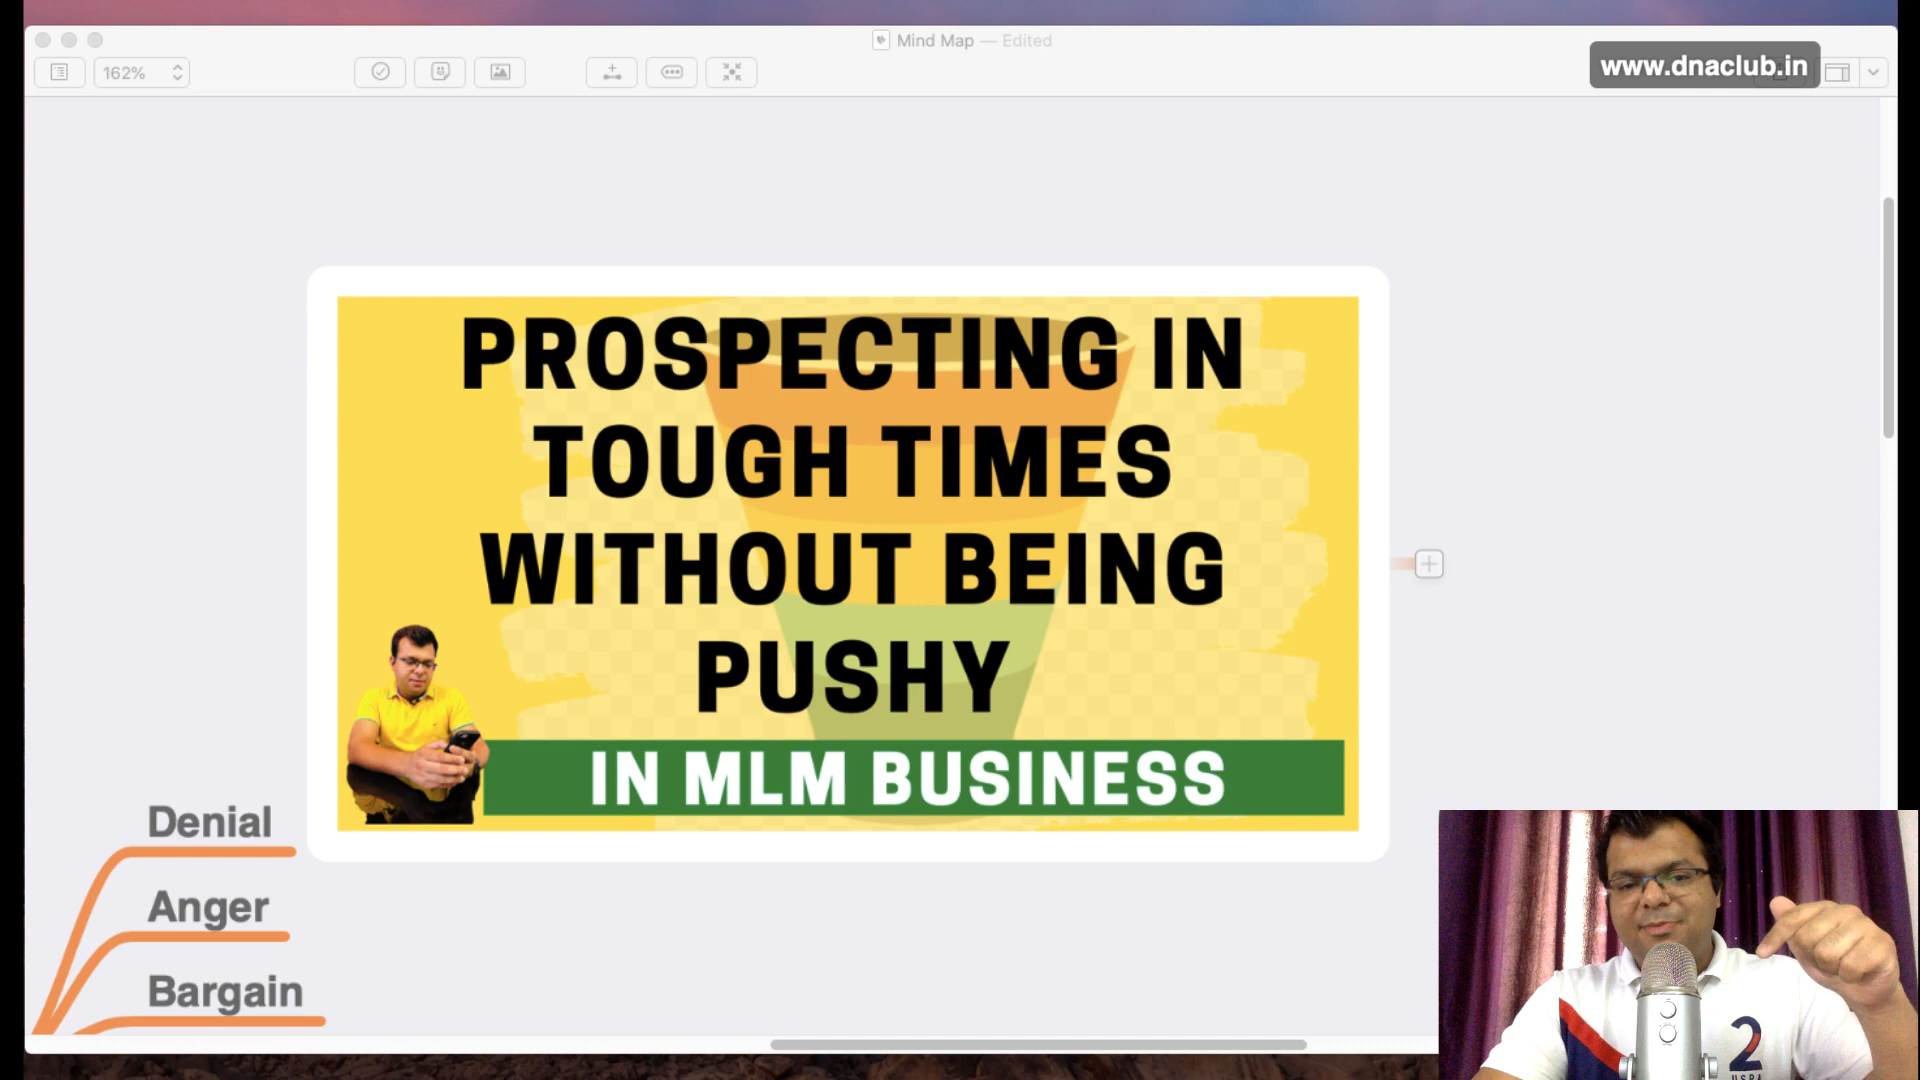 Mind Map — Edited
162%
www.dnaclub.in
PROSPECTING IN
TOUGH TIMES
WITHOUT BEING
PUSHY
IN MLM BUSINESS
Denial
Anger
Bargain
2